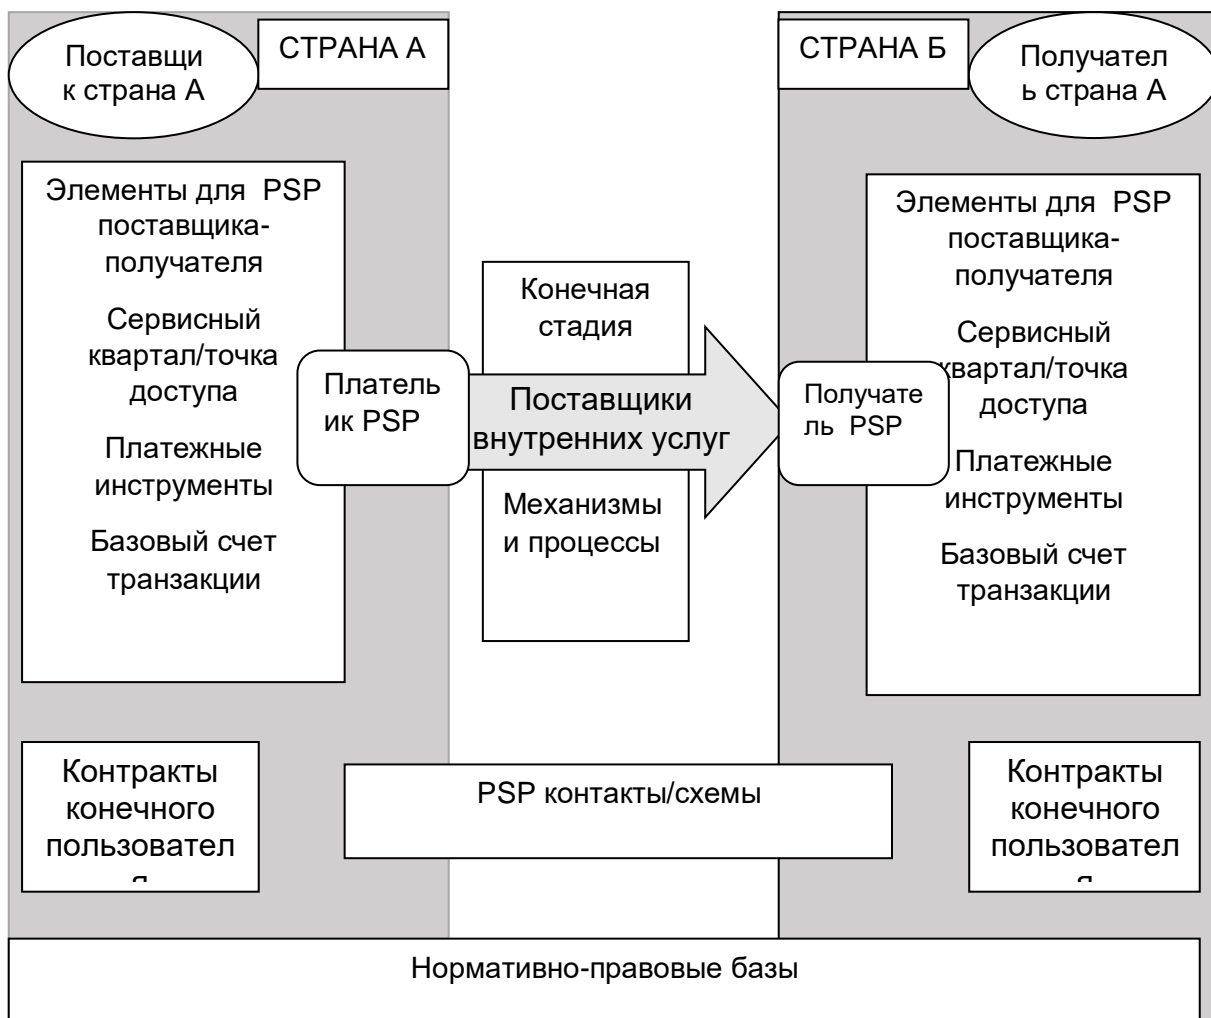 Поставщи
к страна А
СТРАНА А
СТРАНА Б
Получател
ь страна А
Элементы для PSP
поставщика-
получателя
Сервисный
квартал/точка
доступа
Платежные
инструменты
Базовый счет
транзакции
Платель
ик PSP
Конечная
стадия
Поставщики
внутренних услуг
Механизмы
и процессы
Получате
ль PSP
Элементы для PSP
поставщика-
получателя
Сервисный
квартал/точка
доступа
Платежные
инструменты
Базовый счет
транзакции
Контракты
конечного
пользовател
я
PSP контакты/схемы
Контракты
конечного
пользовател
я
Нормативно-правовые базы